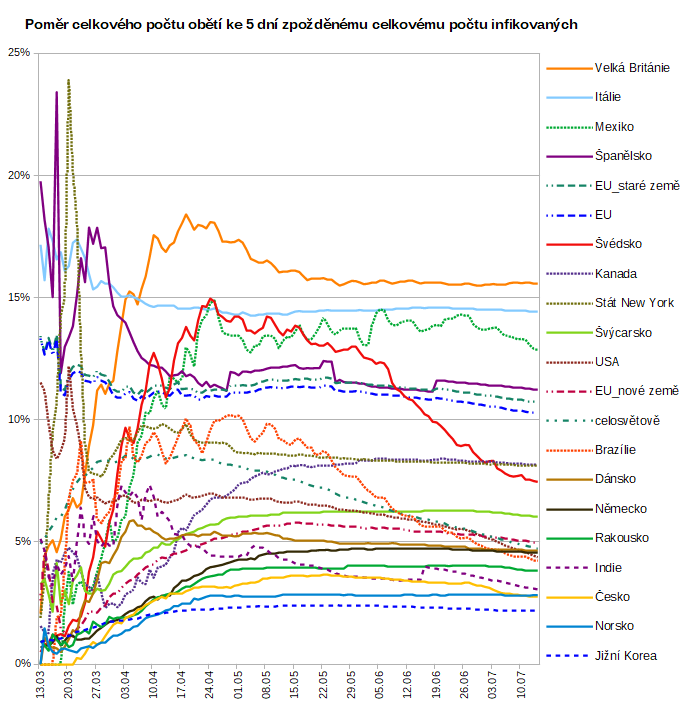 Poměr celkového počtu obětí ke 5 dní zpožděnému celkovému počtu infikovaných
25%
20%
15%
10%
5%
0%
13.03
20.03
27.03
03.04
10.04
17.04
24.04
01.05
08.05
15.05
22.05
29.05
05.06
12.06
19.06
26.06
03.07
10.07
Velká Británie
Itálie
Mexiko
Španělsko
EU_staré země
EU
Švédsko
Kanada
Stát New York
Švýcarsko
USA
EU_nové země
celosvětově
Brazílie
Dánsko
Německo
Rakousko
Indie
Česko
Norsko
Jižní Korea